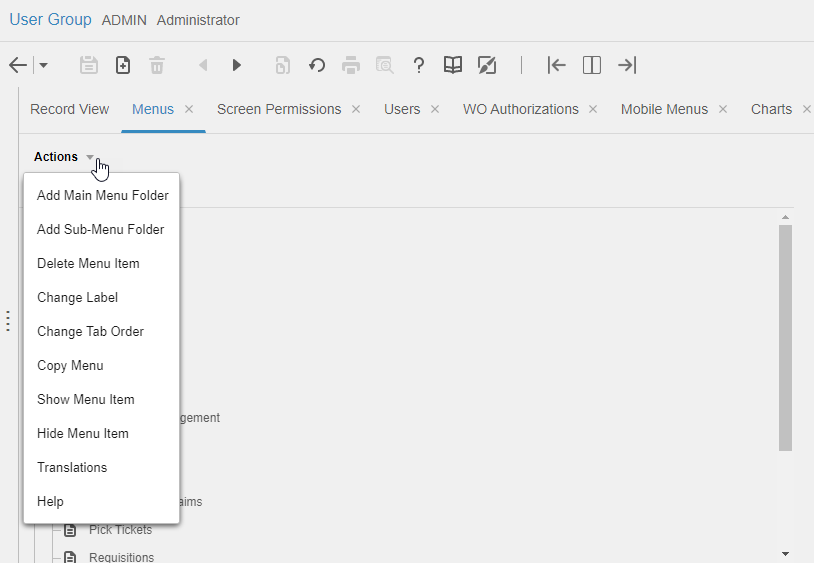 User Group ADMIN Administrator
Record View Menus Screen Permissions Users WO Authorizations Mobile Menus Charts
Actions
Add Main Menu Folder
Add Sub-Menu Folder
Delete Menu Item
Change Label
Change Tab Order
Copy Menu
Show Menu Item
gement
Hide Menu Item
Translations
Help
aims
Pick Tickets
Requisitions